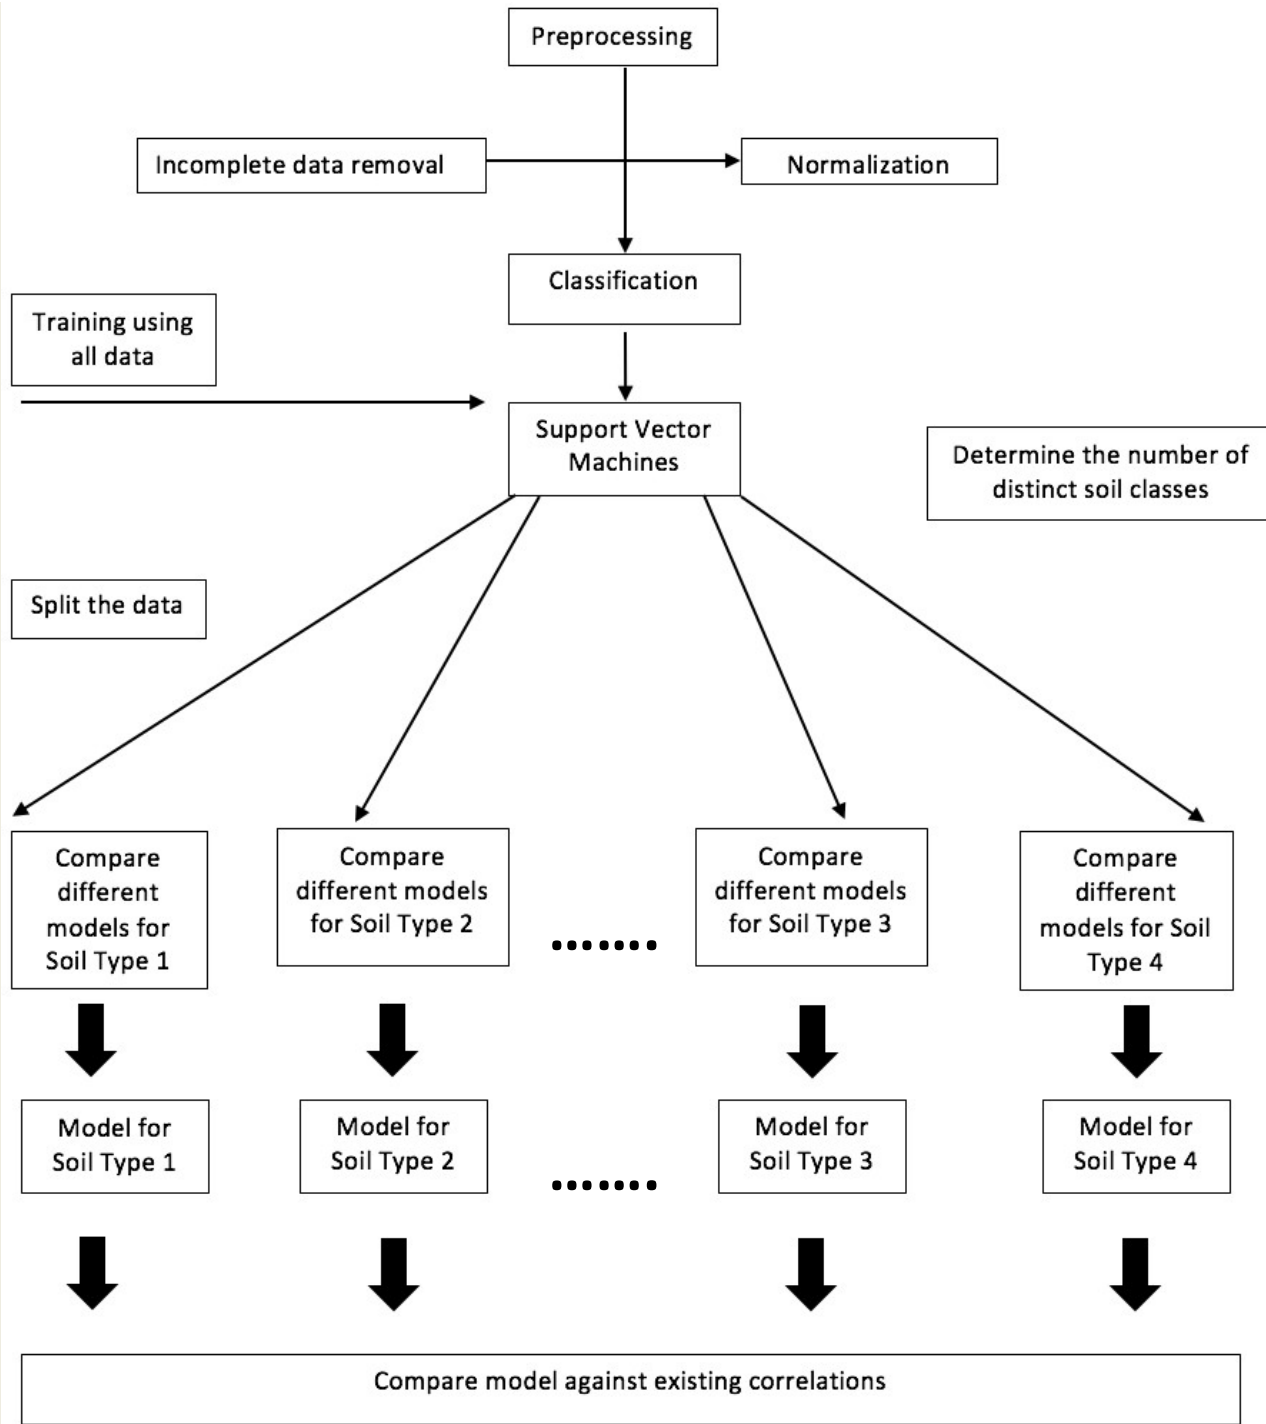 Preprocessing
Incomplete data removal
Normalization
Classification
Training using
all data
Support Vector
Machines
Determine the number of
distinct soil classes
Split the data
Compare
different
models for
Soil Type 1
Compare
different models
for Soil Type 2
.......
Compare
different models
for Soil Type 3
Compare
different
models for Soil
Type 4
Model for
Soil Type 1
Model for
Soil Type 2
.......
Model for
Soil Type 3
Model for
Soil Type 4
Compare model against existing correlations